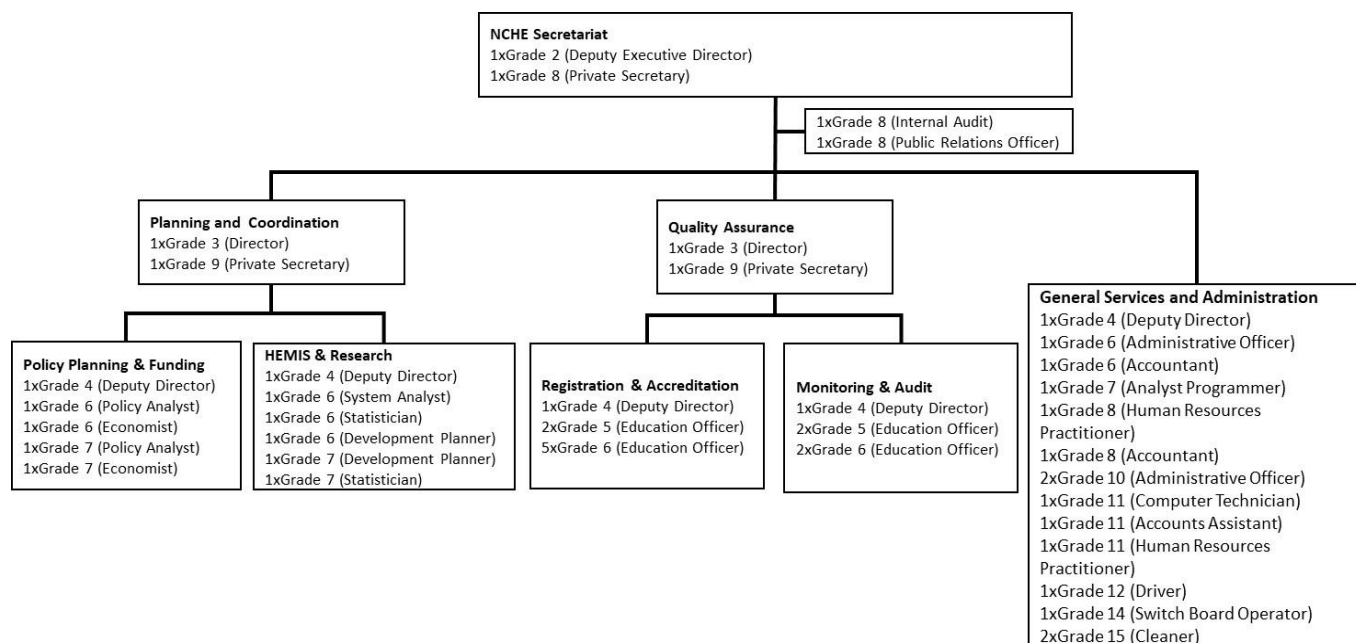 NCHE Secretariat
1xGrade 2 (Deputy Executive Director)
1xGrade 8 (Private Secretary)
1xGrade 8 (Internal Audit)
1xGrade 8 (Public Relations Officer)
Planning and Coordination
1xGrade 3 (Director)
1xGrade 9 (Private Secretary)
Quality Assurance
1xGrade 3 (Director)
1xGrade 9 (Private Secretary)
Policy Planning & Funding
1xGrade 4 (Deputy Director)
1xGrade 6 (Policy Analyst)
1xGrade 6 (Economist)
1xGrade 7 (Policy Analyst)
1xGrade 7 (Economist)
HEMIS & Research
1xGrade 4 (Deputy Director)
1xGrade 6 (System Analyst)
1xGrade 6 (Statistician)
1xGrade 6 (Development Planner)
1xGrade 7 (Development Planner)
1xGrade 7 (Statistician)
Registration & Accreditation
1xGrade 4 (Deputy Director)
2xGrade 5 (Education Officer)
5xGrade 6 (Education Officer)
Monitoring & Audit
1xGrade 4 (Deputy Director)
2xGrade 5 (Education Officer)
2xGrade 6 (Education Officer)
General Services and Administration
1xGrade 4 (Deputy Director)
1xGrade 6 (Administrative Officer)
1xGrade 6 (Accountant)
1xGrade 7 (Analyst Programmer)
1xGrade 8 (Human Resources
Practitioner)
1xGrade 8 (Accountant)
2xGrade 10 (Administrative Officer)
1xGrade 11 (Computer Technician)
1xGrade 11 (Accounts Assistant)
1xGrade 11 (Human Resources
Practitioner)
1xGrade 12 (Driver)
1xGrade 14 (Switch Board Operator)
2xGrade 15 (Cleaner)